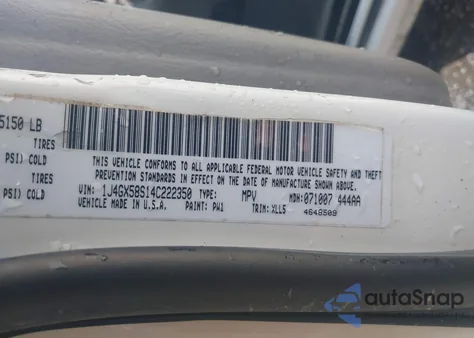 5150 LB
TIRES
PSI) COLD
TIRES
PSI) COLD
THIS VEHICLE CONFORMS TO ALL APPLICABLE FEDERAL MOTOR VEHICLE SAFETY AND THEFT
PREVENTION STANDARDS IN EFFECT ON THE DATE OF MANUFACTURE SHOWN ABOVE.
VIN: 1J4GX58S14C222350 TYPE: MPV MDH: 071007 444AA
VEHICLE MADE IN U.S.A. PAINT: PW1 TRIM: XLL5 4648509
autoSnap